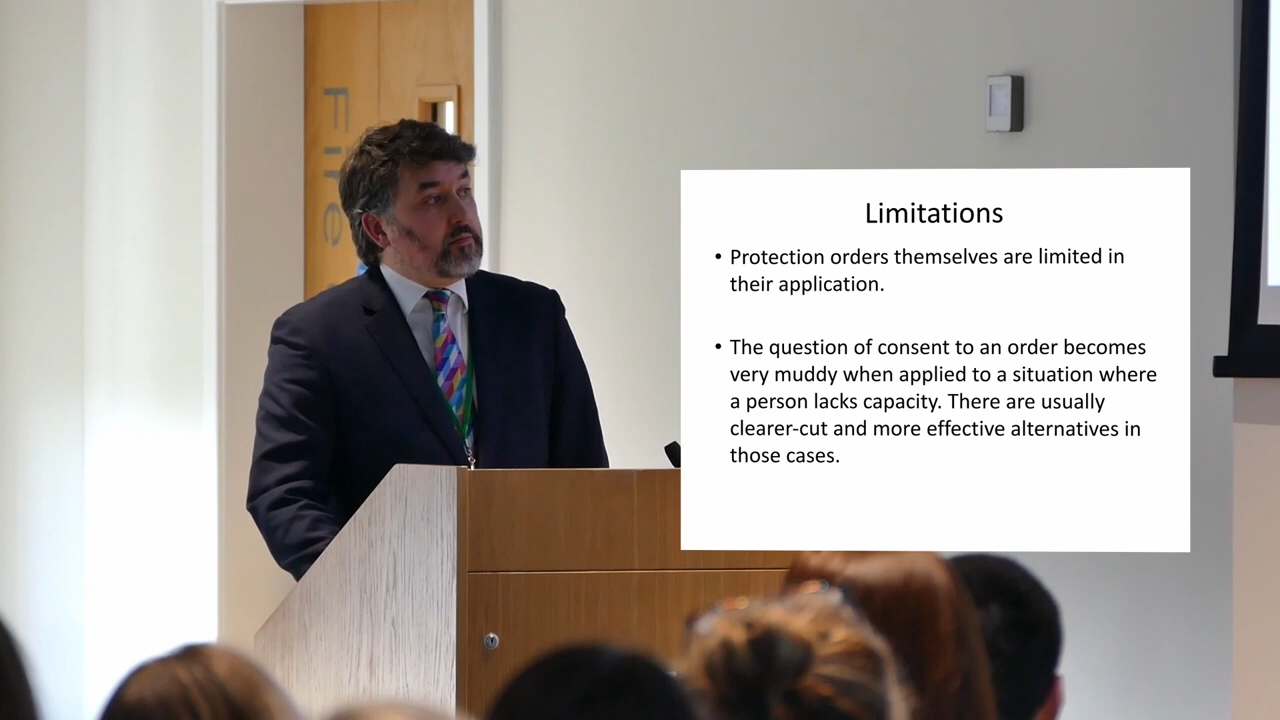 Fire
Limitations
• Protection orders themselves are limited in
their application.
• The question of consent to an order becomes
very muddy when applied to a situation where
a person lacks capacity. There are usually
clearer-cut and more effective alternatives in
those cases.